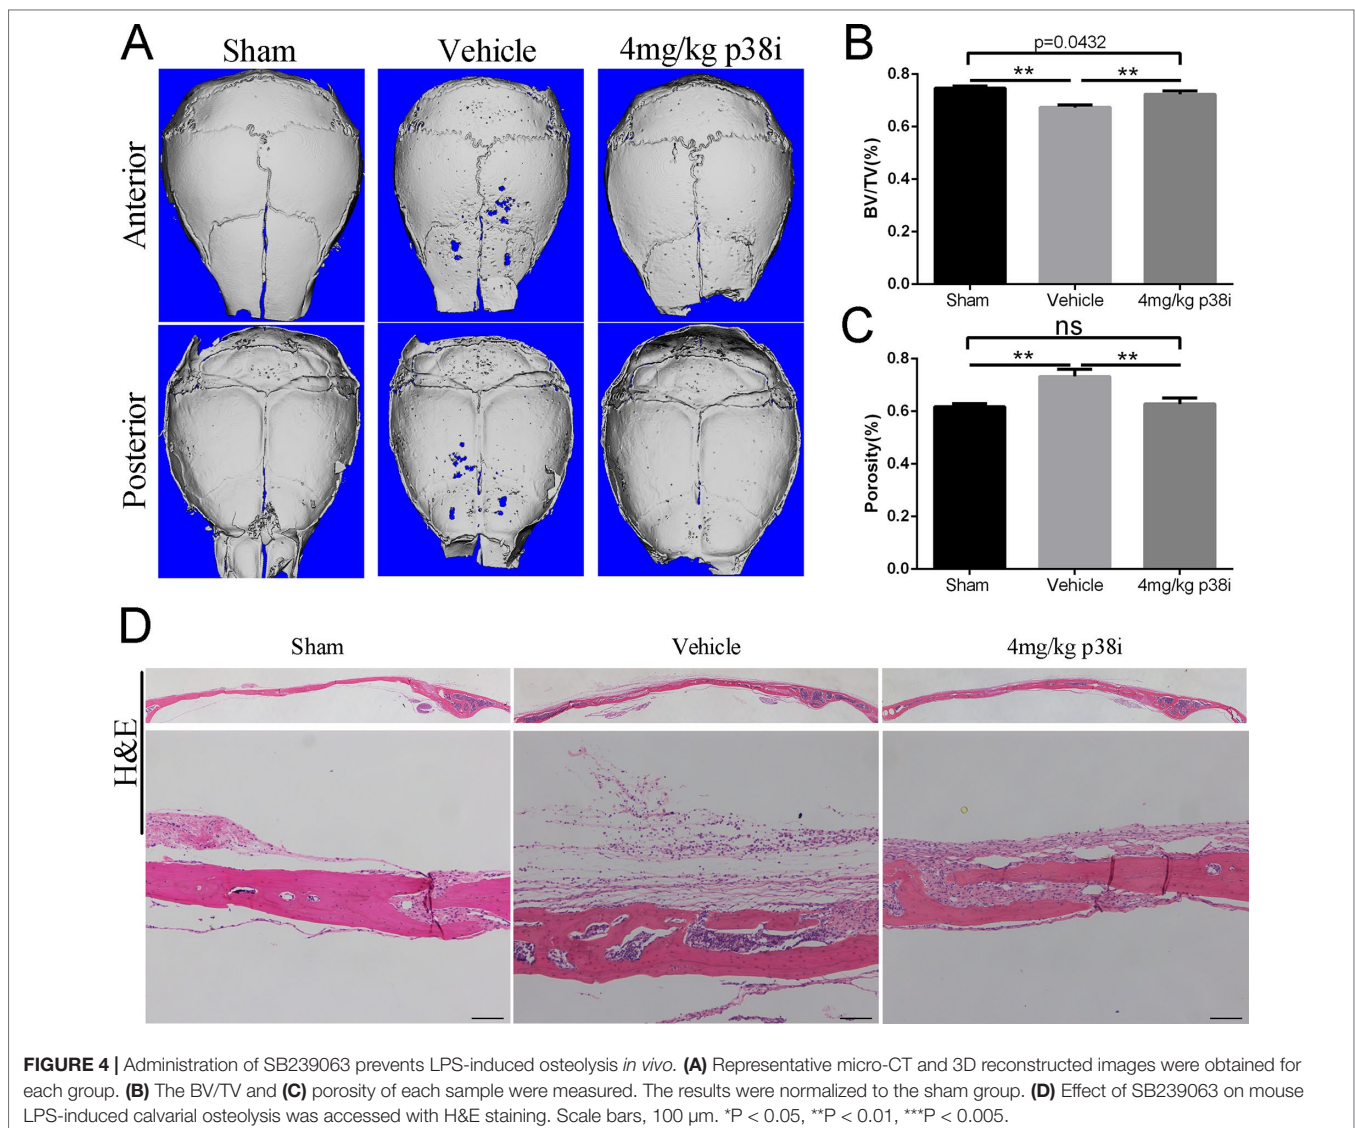 A
Sham
Vehicle
4mg/kg p38i
Anterior
Posterior
B
p=0.0432
**
**
0.8
0.6
0.4
0.2
0.0
BV/TV(%)
Sham
Vehicle
4mg/kg p38i
C
ns
**
**
0.8
0.6
0.4
0.2
0.0
Porosity(%)
Sham
Vehicle
4mg/kg p38i
D
Sham
Vehicle
4mg/kg p38i
H&E
FIGURE 4 | Administration of SB239063 prevents LPS-induced osteolysis in vivo. (A) Representative micro-CT and 3D reconstructed images were obtained for
each group. (B) The BV/TV and (C) porosity of each sample were measured. The results were normalized to the sham group. (D) Effect of SB239063 on mouse
LPS-induced calvarial osteolysis was accessed with H&E staining. Scale bars, 100 μm. *P < 0.05, **P < 0.01, ***P < 0.005.